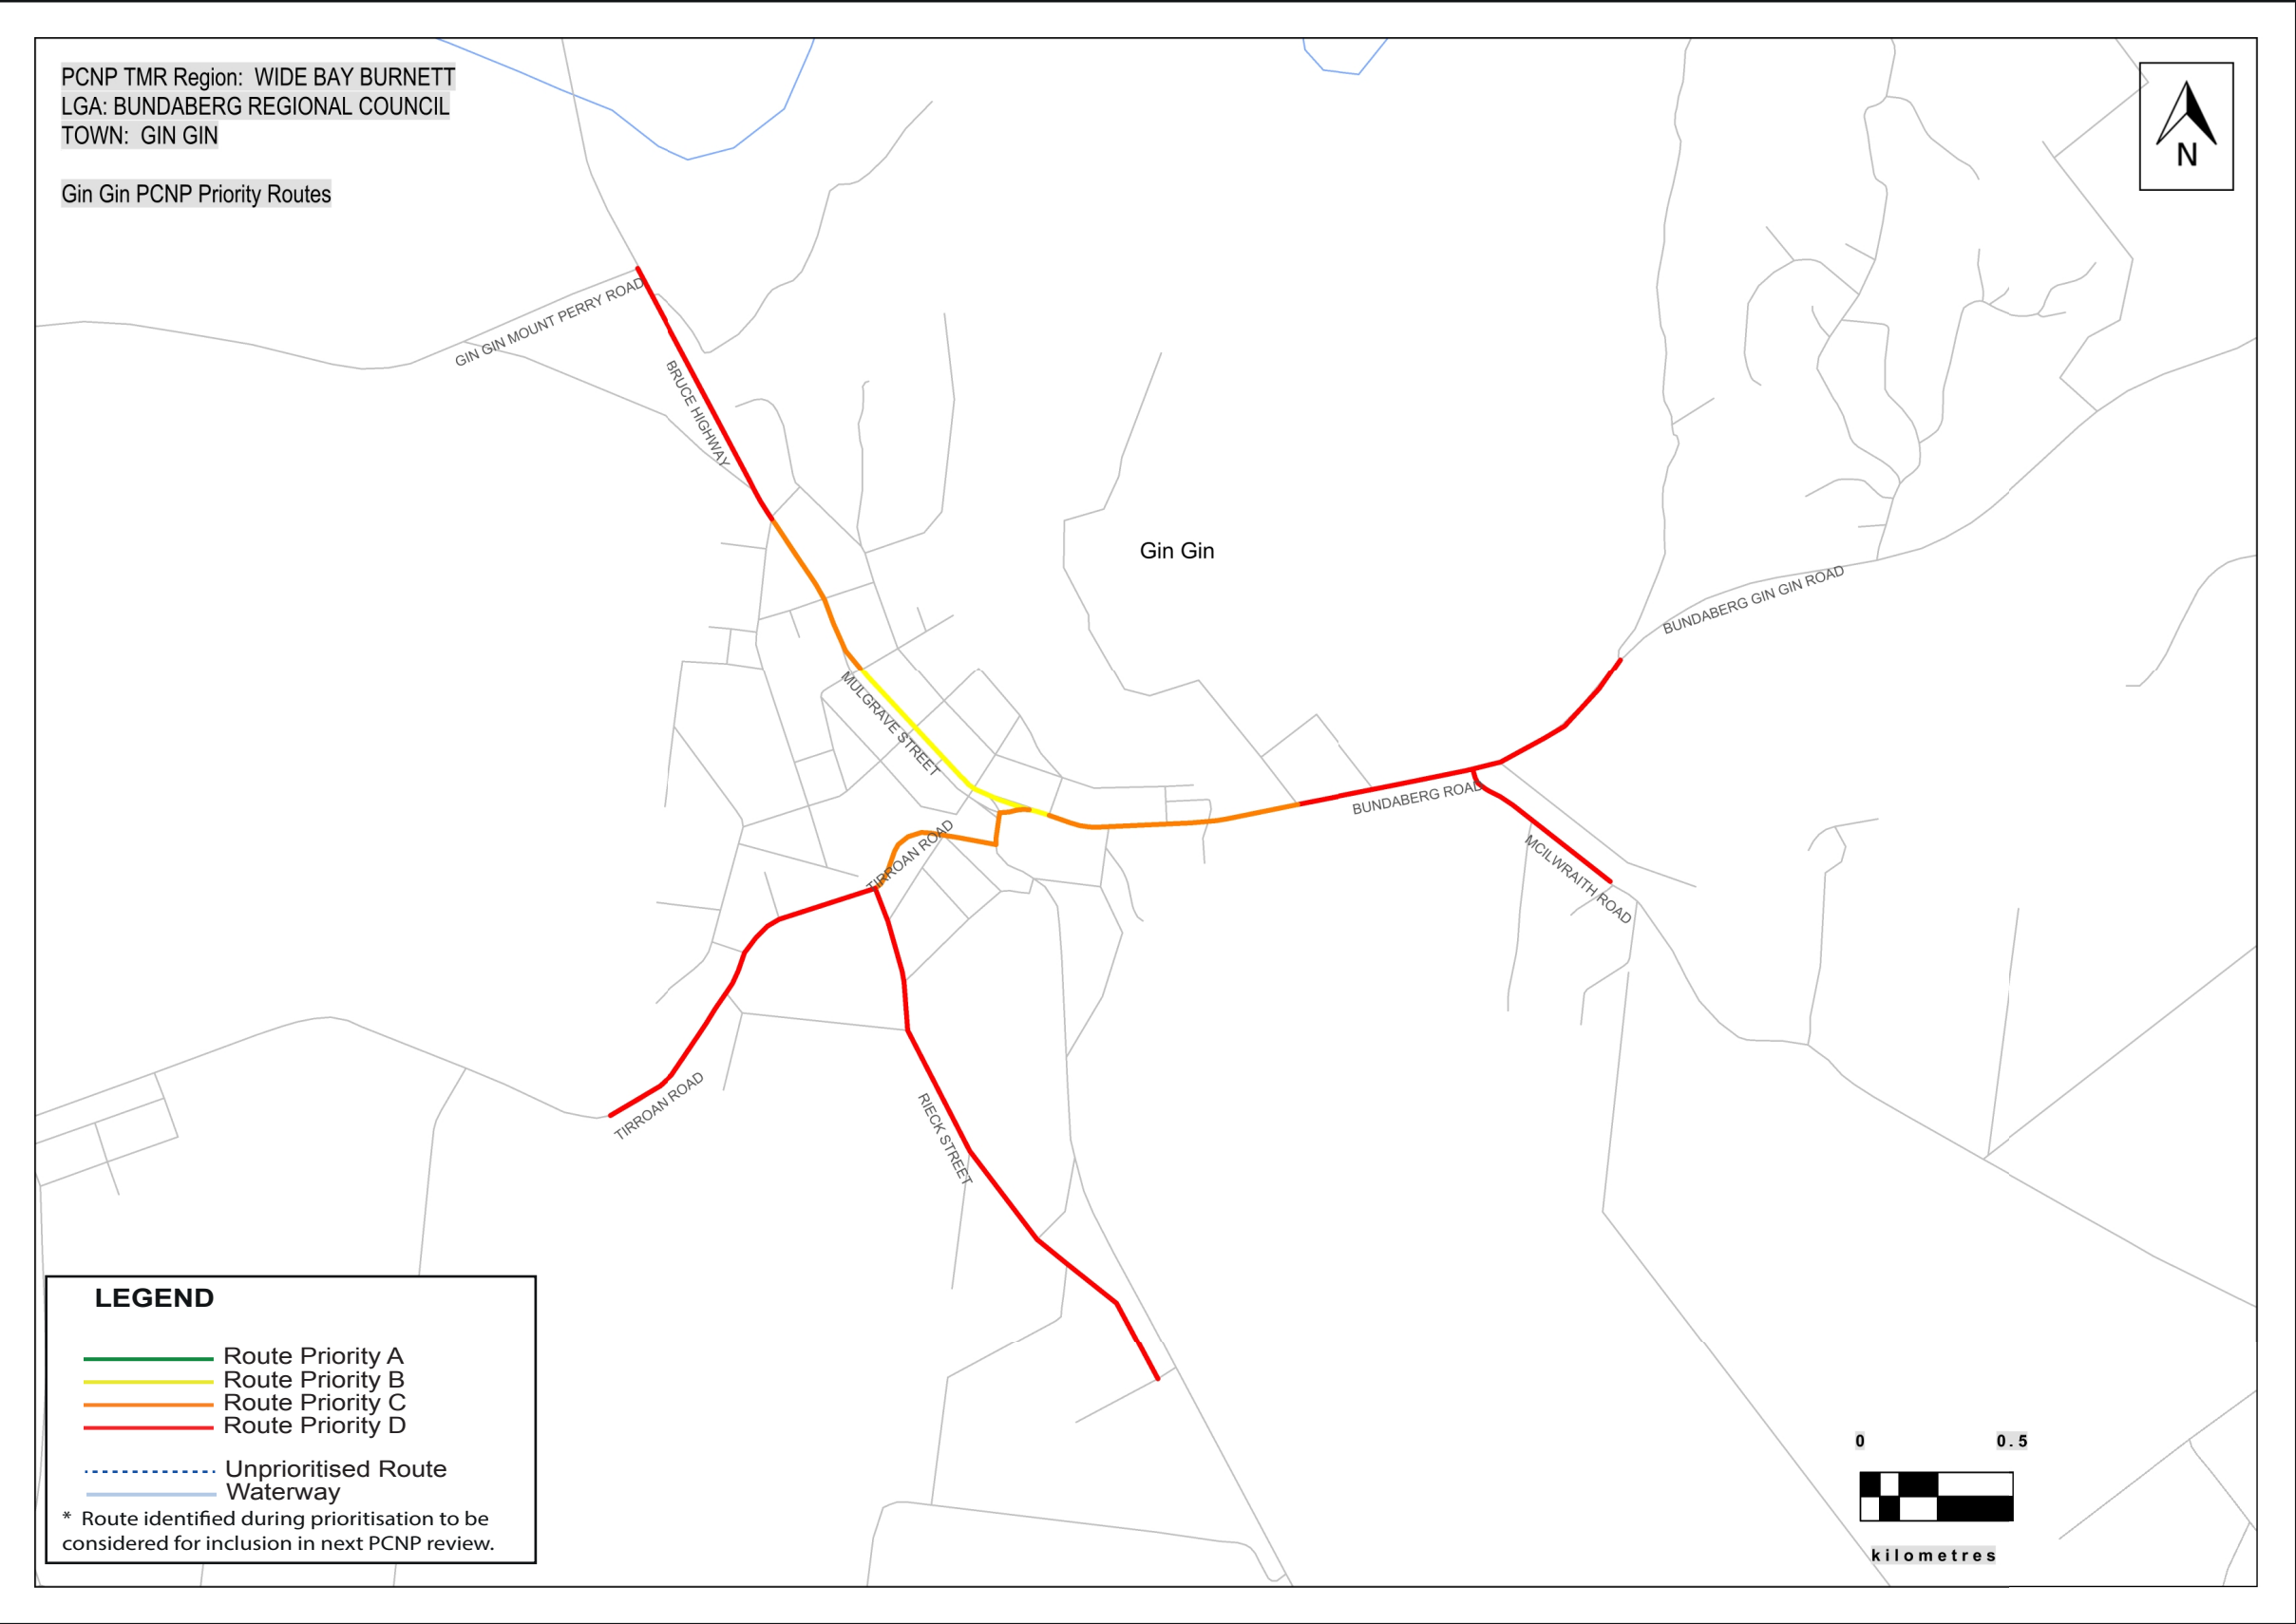 PCNP TMR Region:  WIDE BAY BURNETT
LGA: BUNDABERG REGIONAL COUNCIL
TOWN:  GIN GIN
Gin Gin PCNP Priority Routes
N
GIN GIN MOUNT PERRY ROAD
BRUCE HIGHWAY
Gin Gin
BUNDABERG GIN GIN ROAD
MULGRAVE STREET
BUNDABERG ROAD
TIRROAN ROAD
MCILWRAITH ROAD
TIRROAN ROAD
RIECK STREET
LEGEND
Route Priority A
Route Priority B
Route Priority C
Route Priority D
Unprioritised Route
Waterway
* Route identified during prioritisation to be
considered for inclusion in next PCNP review.
0 0.5
kilometres